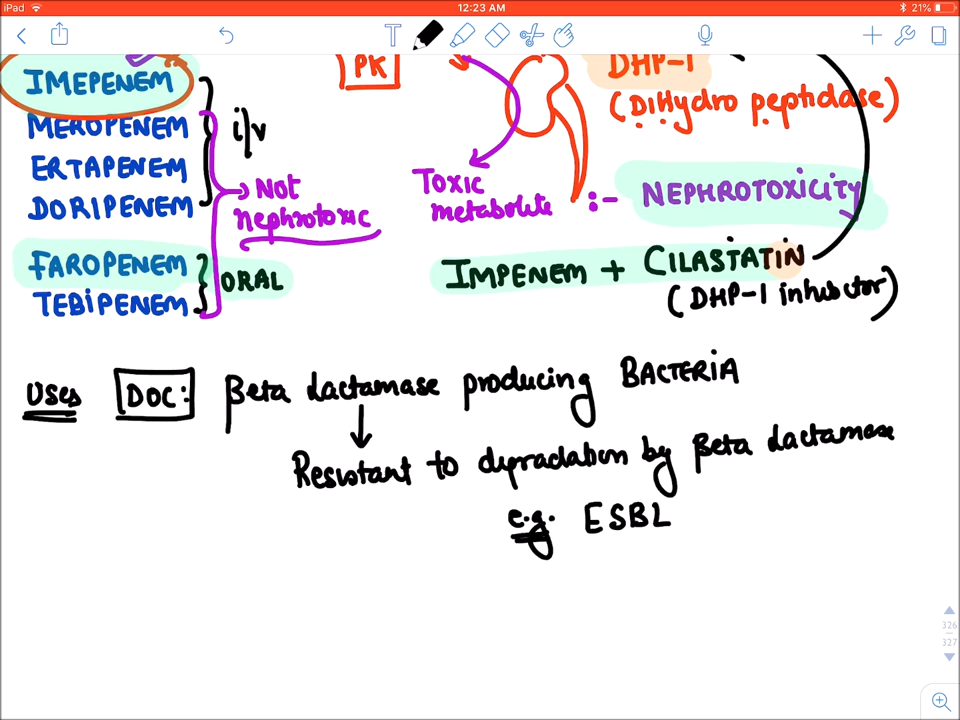 iPad 12:23 AM 21%
T
PK
DHP-1
(DiHydro peptidase)
IMEPENEM
MEROPENEM
ERTAPENEM
DORIPENEM
i/v
Not
nephrotoxic
Toxic
metabolite :- NEPHROTOXICITY
FAROPENEM
TEBIPENEM
ORAL
IMPENEM + CILASTATIN
(DHP-1 inhibitor)
Uses DOC: Beta lactamase producing BACTERIA
Resistant to degradation by Beta lactamase
e.g. ESBL
326
327